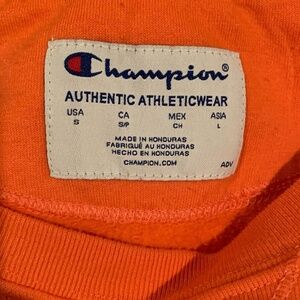 Champion®
AUTHENTIC ATHLETICWEAR
USA CA MEX ASIA
S S/P CH L
MADE IN HONDURAS
FABRIQUÉ AU HONDURAS
HECHO EN HONDURAS
CHAMPION.COM
ADV